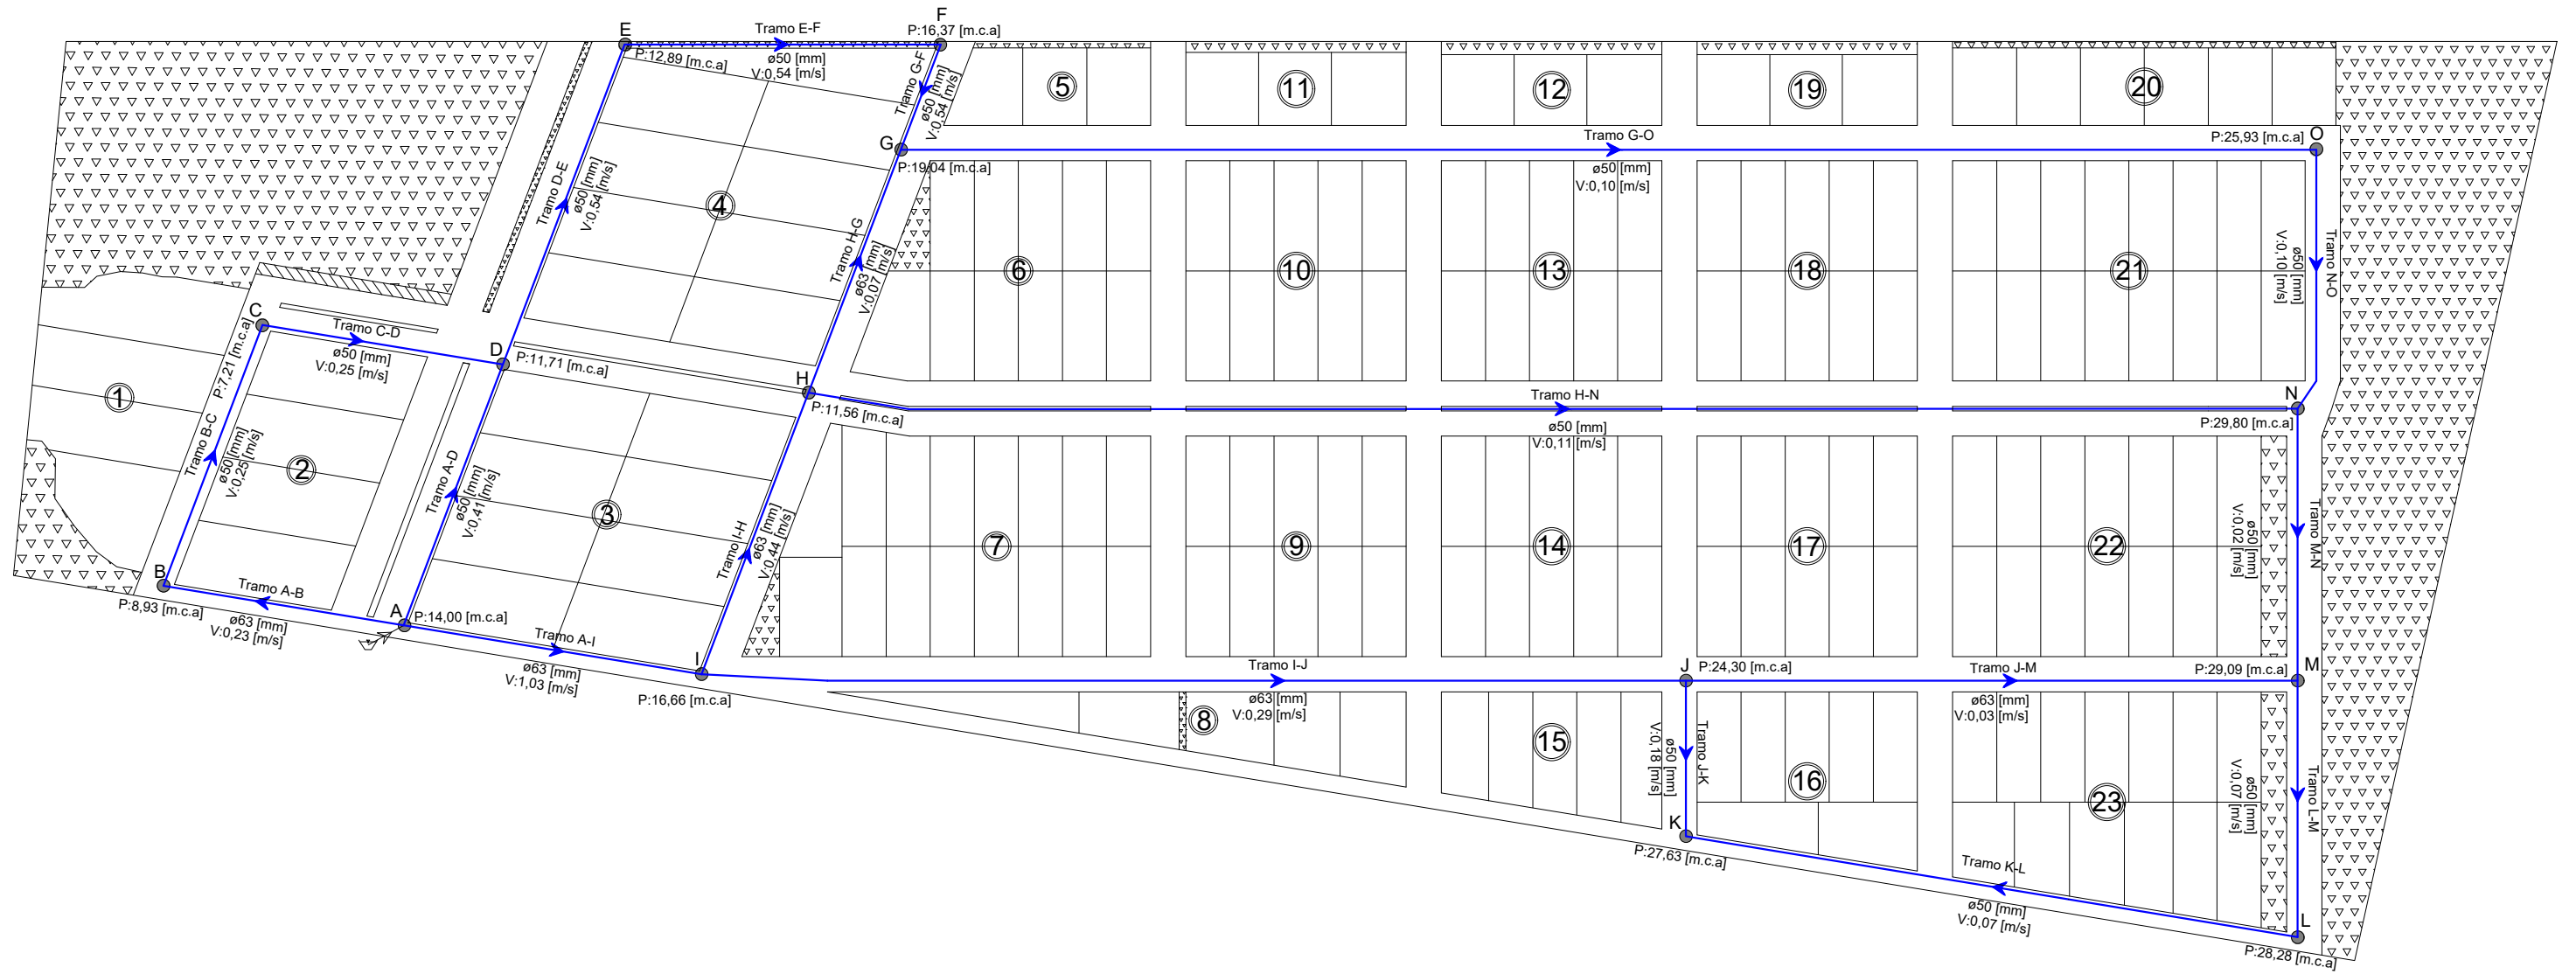 E
Tramo E-F
F
P:16,37 [m.c.a]
P:12,89 [m.c.a]
ø50 [mm]
V:0,54 [m/s]
Tramo G-F
ø50 [mm]
V:0,54 [m/s]
5
11
12
19
20
G
P:19,04 [m.c.a]
Tramo G-O
ø50 [mm]
V:0,10 [m/s]
P:25,93 [m.c.a]
O
Tramo D-E
ø50 [mm]
V:0,54 [m/s]
4
Tramo H-G
ø63 [mm]
V:0,07 [m/s]
6
10
13
18
21
ø50 [mm]
V:0,10 [m/s]
Tramo N-O
C
P:7,21 [m.c.a]
Tramo C-D
ø50 [mm]
V:0,25 [m/s]
D
P:11,71 [m.c.a]
H
P:11,56 [m.c.a]
Tramo H-N
ø50 [mm]
V:0,11 [m/s]
N
P:29,80 [m.c.a]
1
Tramo B-C
ø50 [mm]
V:0,25 [m/s]
2
Tramo A-D
ø50 [mm]
V:0,41 [m/s]
3
Tramo I-H
ø63 [mm]
V:0,44 [m/s]
7
9
14
17
22
ø50 [mm]
V:0,02 [m/s]
Tramo M-N
B
P:8,93 [m.c.a]
Tramo A-B
ø63 [mm]
V:0,23 [m/s]
A
P:14,00 [m.c.a]
Tramo A-I
ø63 [mm]
V:1,03 [m/s]
I
P:16,66 [m.c.a]
Tramo I-J
ø63 [mm]
V:0,29 [m/s]
J
P:24,30 [m.c.a]
Tramo J-M
ø63 [mm]
V:0,03 [m/s]
P:29,09 [m.c.a]
M
8
15
16
23
Tramo J-K
ø50 [mm]
V:0,18 [m/s]
ø50 [mm]
V:0,07 [m/s]
Tramo L-M
K
P:27,63 [m.c.a]
Tramo K-L
ø50 [mm]
V:0,07 [m/s]
L
P:28,28 [m.c.a]